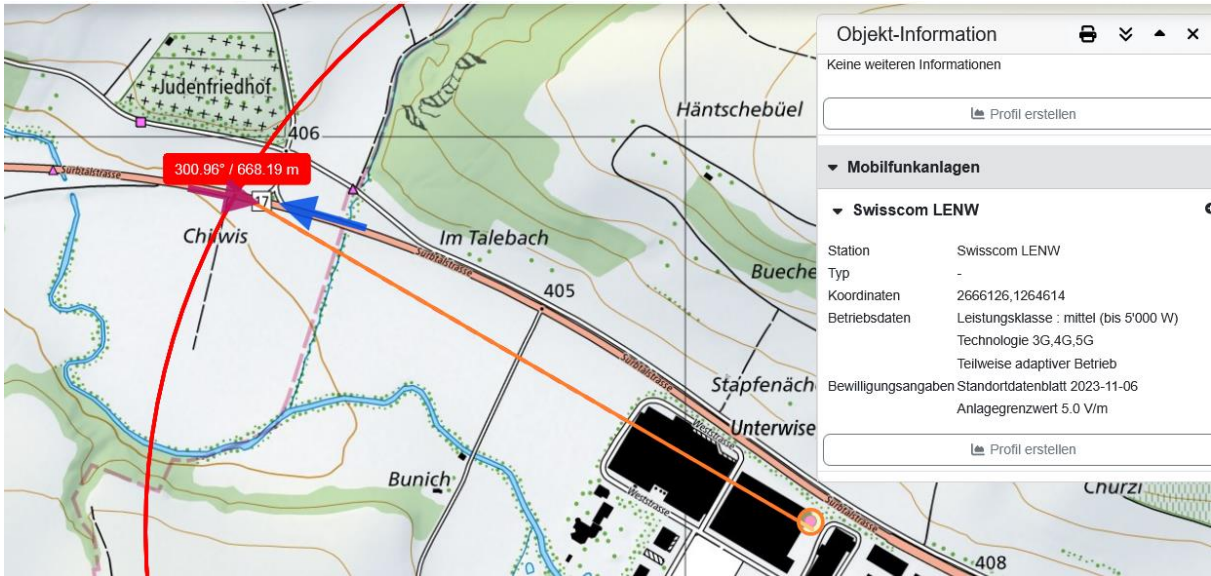 Judenfriedhof
406
300.96° / 668.19 m
Surbtalstrasse
17
Chilwis
Häntschebüel
Im Talebach
Surbtalstrasse
Bueche
405
Surbtalstrasse
Stapfenäch
Unterwise
Weststrasse
Bunich
Weststrasse
Surbtalstrasse
Churzi
408
Objekt-Information
Keine weiteren Informationen
Profil erstellen
Mobilfunkanlagen
Swisscom LENW
Station Swisscom LENW
Typ -
Koordinaten 2666126,1264614
Betriebsdaten Leistungsklasse : mittel (bis 5'000 W)
Technologie 3G,4G,5G
Teilweise adaptiver Betrieb
Bewilligungsangaben Standortdatenblatt 2023-11-06
Anlagegrenzwert 5.0 V/m
Profil erstellen